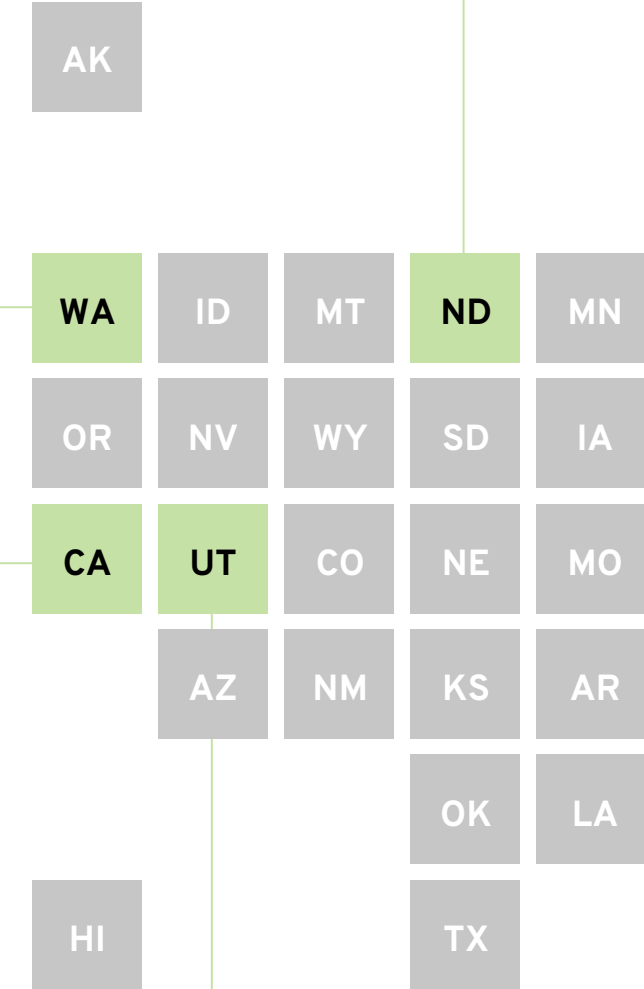 AK
WA ID MT ND MN
OR NV WY SD IA
CA UT CO NE MO
AZ NM KS AR
OK LA
HI TX